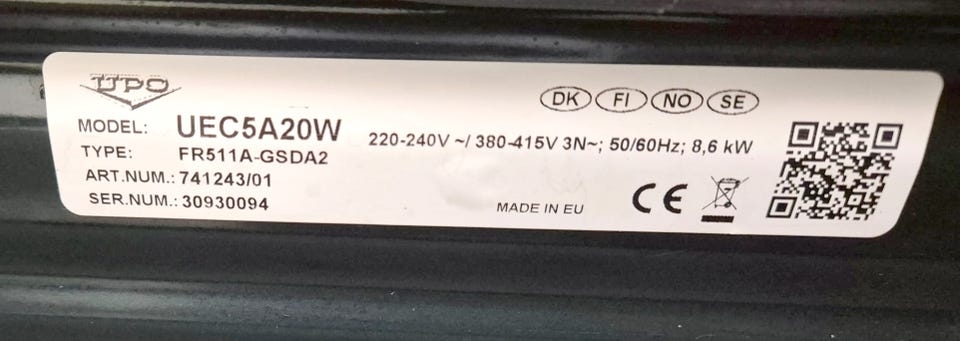 UPO
DK FI NO SE
MODEL: UEC5A20W
220-240V ~/ 380-415V 3N~; 50/60Hz; 8,6 kW
TYPE: FR511A-GSDA2
ART.NUM.: 741243/01
SER.NUM.: 30930094
MADE IN EU
CE